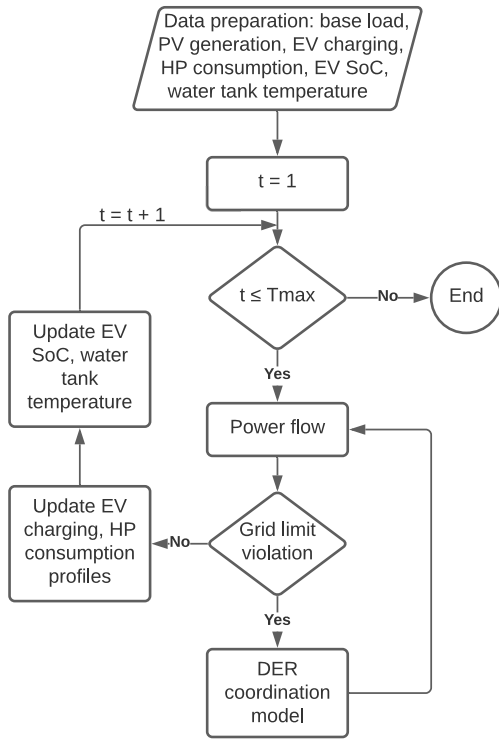 Data preparation: base load,
PV generation, EV charging,
HP consumption, EV SoC,
water tank temperature
t = 1
t = t + 1
t ≤ Tmax
No
End
Yes
Update EV
SoC, water
tank
temperature
Power flow
Grid limit
violation
No
Update EV
charging, HP
consumption
profiles
Yes
DER
coordination
model